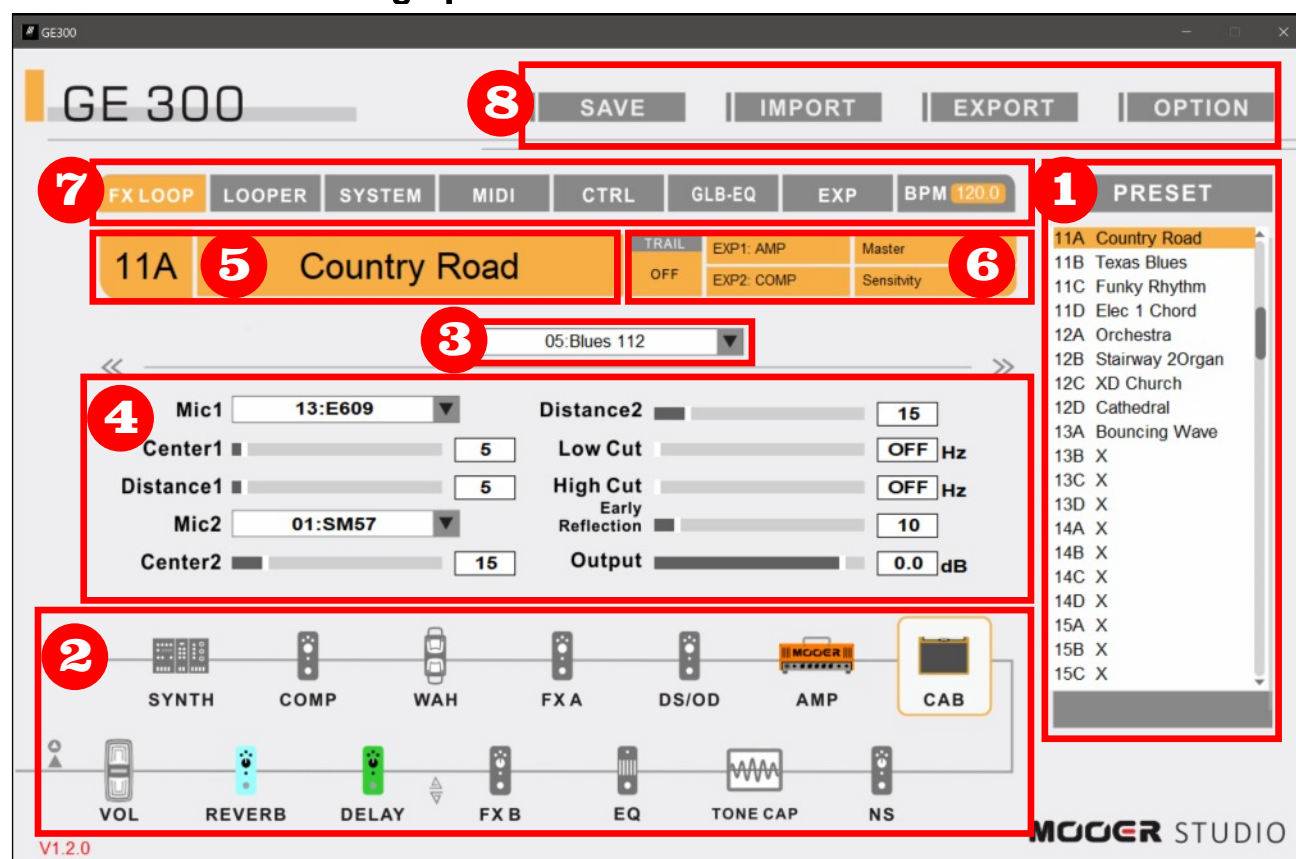 GE300
GE 300
8
SAVE
IMPORT
EXPORT
OPTION
7
FX LOOP
LOOPER
SYSTEM
MIDI
CTRL
GLB-EQ
EXP
BPM 120.0
11A
5
Country Road
TRAIL
OFF
EXP1: AMP
Master
EXP2: COMP
Sensitvity
6
3
05:Blues 112
4
Mic1 13:E609
Center1 5
Distance1 5
Mic2 01:SM57
Center2 15
Distance2 15
Low Cut OFF Hz
High Cut OFF Hz
Early
Reflection 10
Output 0.0 dB
1
PRESET
11A Country Road
11B Texas Blues
11C Funky Rhythm
11D Elec 1 Chord
12A Orchestra
12B Stairway 2Organ
12C XD Church
12D Cathedral
13A Bouncing Wave
13B X
13C X
13D X
14A X
14B X
14C X
14D X
15A X
15B X
15C X
2
SYNTH
COMP
WAH
FX A
DS/OD
MOOER
AMP
CAB
VOL
REVERB
DELAY
FX B
EQ
TONE CAP
NS
V1.2.0
MOOER STUDIO